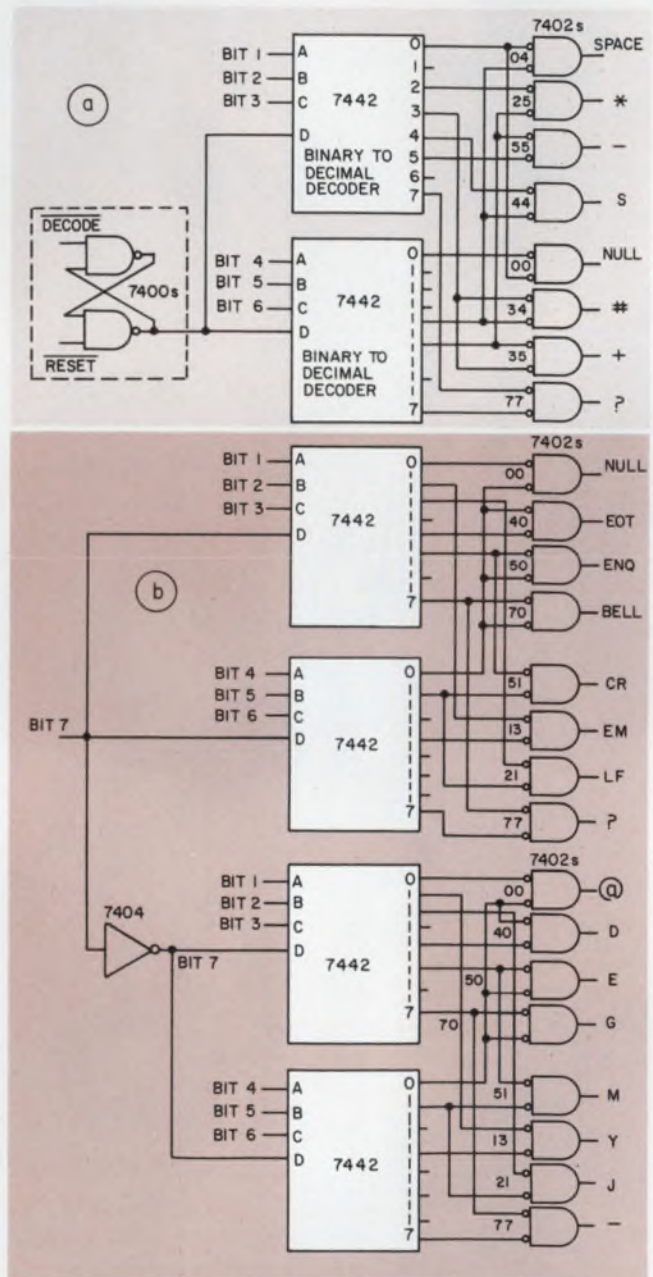 7402s
SPACE
BIT 1
BIT 2
BIT 3
A
B
C
D
7442
BINARY TO
DECIMAL
DECODER
0
1
2
3
4
5
6
7
04
25
*
55
–
44
S
a
DECODE
7400s
RESET
BIT 4
BIT 5
BIT 6
A
B
C
D
7442
BINARY TO
DECIMAL
DECODER
0
7
NULL
00
34
#
35
+
77
?
7402s
b
BIT 1
BIT 2
BIT 3
A
B
C
D
7442
0
7
00
NULL
40
EOT
50
ENQ
70
BELL
BIT 7
BIT 4
BIT 5
BIT 6
A
B
C
D
7442
0
7
51
CR
13
EM
21
LF
77
?
7404
BIT 7
BIT 1
BIT 2
BIT 3
A
B
C
D
7442
0
7
7402s
00
@
40
D
50
E
70
G
BIT 4
BIT 5
BIT 6
A
B
C
D
7442
0
7
51
M
13
Y
21
J
77
–